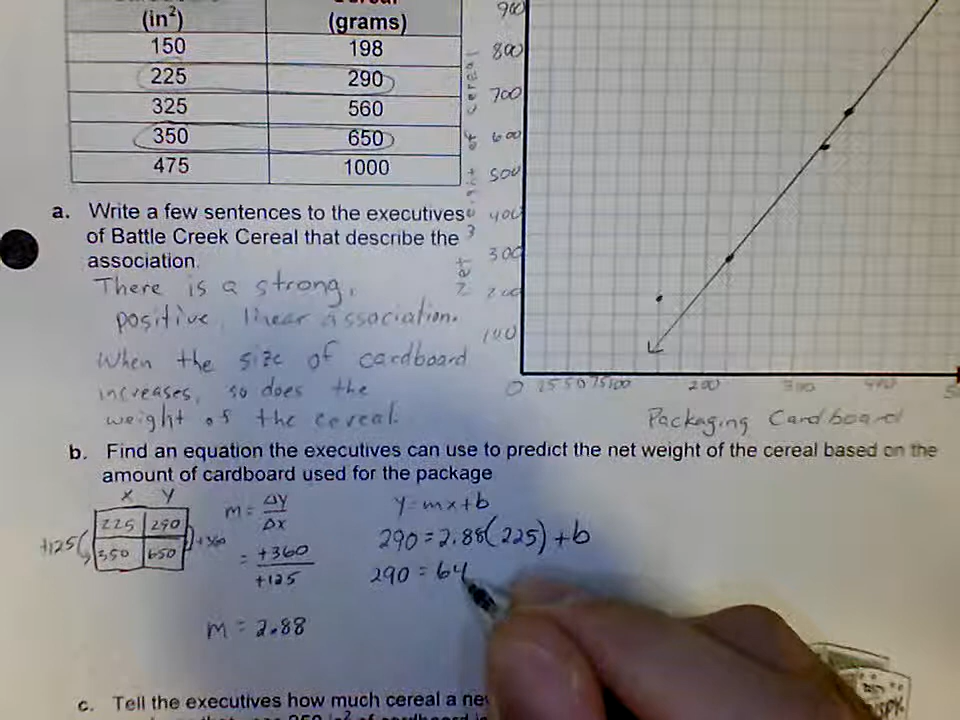 (in²) (grams)
150 198
225 290
325 560
350 650
475 1000
900
800
700
600
500
400
300
200
100
0 25 50 75 100 200 300 400
Packaging Cardboard
a. Write a few sentences to the executives
of Battle Creek Cereal that describe the
association.
There is a strong,
positive, linear association.
When the size of cardboard
increases, so does the
weight of the cereal.
b. Find an equation the executives can use to predict the net weight of the cereal based on the
amount of cardboard used for the package
X Y
225 290
350 650
+125 +360
m = ΔY/ΔX
= +360/+125
m = 2.88
y = mx + b
290 = 2.88(225) + b
290 = 64
c. Tell the executives how much cereal a